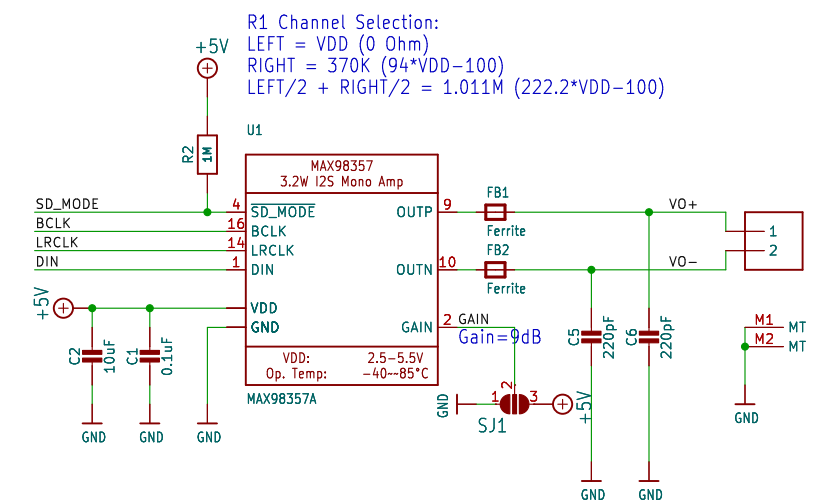 R1 Channel Selection:
LEFT = VDD (0 Ohm)
RIGHT = 370K (94*VDD-100)
LEFT/2 + RIGHT/2 = 1.011M (222.2*VDD-100)
+5V
R2
1M
U1
MAX98357
3.2W I2S Mono Amp
SD_MODE
BCLK
LRCLK
DIN
4
16
14
1
SD_MODE
BCLK
LRCLK
DIN
VDD
GND
OUTP
OUTN
GAIN
9
10
2
VDD: 2.5-5.5V
Op. Temp: -40~~85°C
MAX98357A
FB1
Ferrite
FB2
Ferrite
VO+
VO-
1
2
GAIN
Gain=9dB
+5V
C2
10uF
C1
0.1uF
GND
GND
GND
GND
1
2
3
SJ1
+5V
C5
220pF
C6
220pF
GND
GND
M1 MT
M2 MT
GND